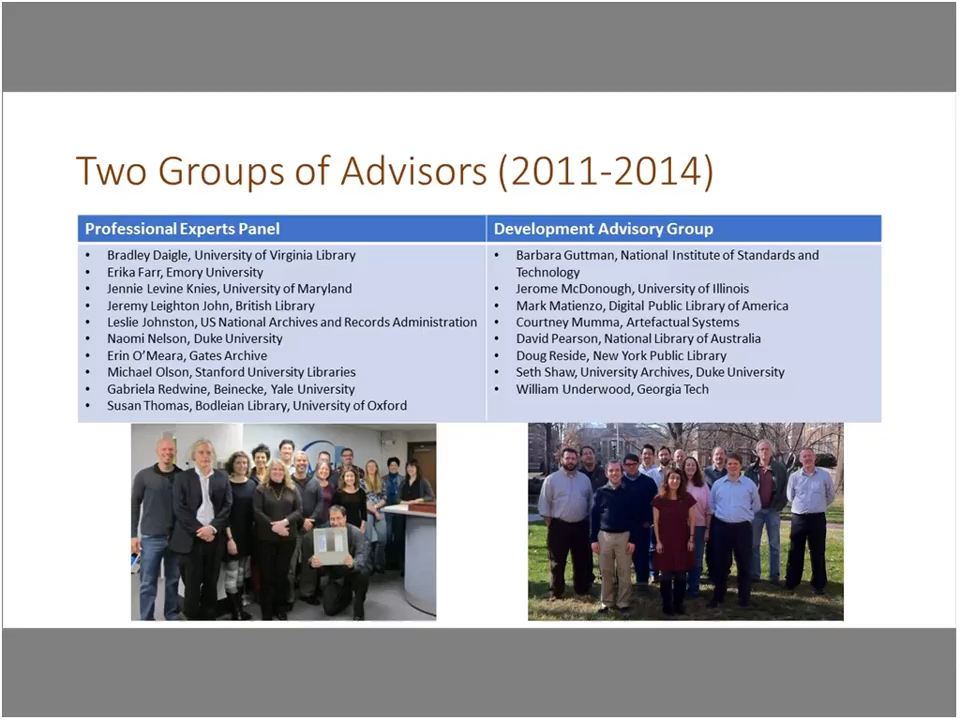 Two Groups of Advisors (2011-2014)
Professional Experts Panel
• Bradley Daigle, University of Virginia Library
• Erika Farr, Emory University
• Jennie Levine Knies, University of Maryland
• Jeremy Leighton John, British Library
• Leslie Johnston, US National Archives and Records Administration
• Naomi Nelson, Duke University
• Erin O’Meara, Gates Archive
• Michael Olson, Stanford University Libraries
• Gabriela Redwine, Beinecke, Yale University
• Susan Thomas, Bodleian Library, University of Oxford
Development Advisory Group
• Barbara Guttman, National Institute of Standards and
Technology
• Jerome McDonough, University of Illinois
• Mark Matienzo, Digital Public Library of America
• Courtney Mumma, Artefactual Systems
• David Pearson, National Library of Australia
• Doug Reside, New York Public Library
• Seth Shaw, University Archives, Duke University
• William Underwood, Georgia Tech